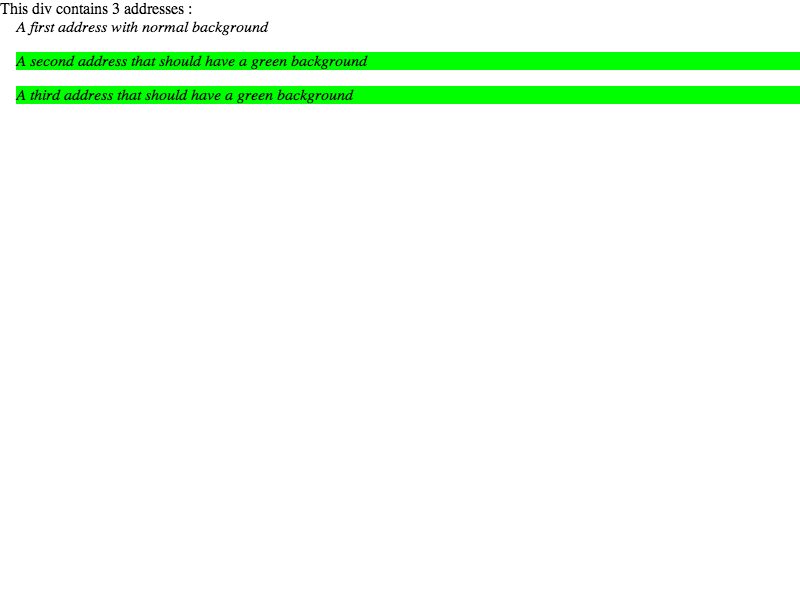 This div contains 3 addresses :
A first address with normal background
A second address that should have a green background
A third address that should have a green background